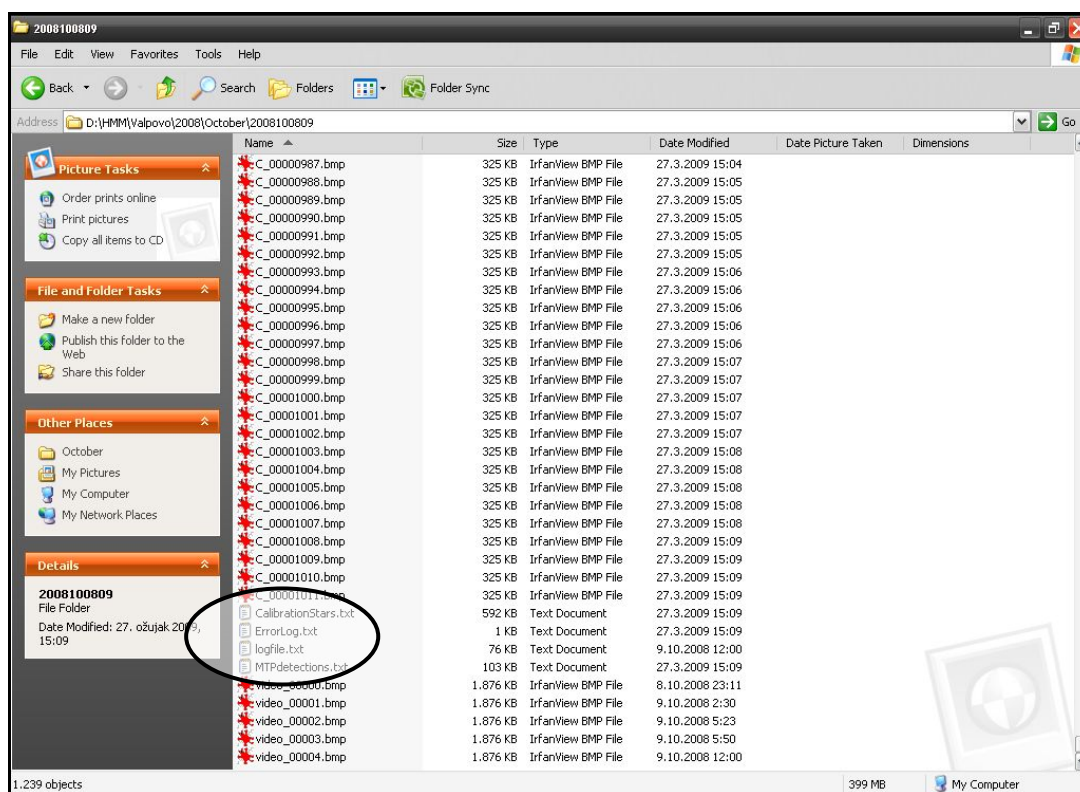 2008100809
File Edit View Favorites Tools Help
Back Search Folders Folder Sync
Address D:\HMM\Valpovo\2008\October\2008100809 Go
Picture Tasks
Order prints online
Print pictures
Copy all items to CD
File and Folder Tasks
Make a new folder
Publish this folder to the
Web
Share this folder
Other Places
October
My Pictures
My Computer
My Network Places
Details
2008100809
File Folder
Date Modified: 27. ožujak 2009,
15:09
Name Size Type Date Modified Date Picture Taken Dimensions
C_00000987.bmp 325 KB IrfanView BMP File 27.3.2009 15:04
C_00000988.bmp 325 KB IrfanView BMP File 27.3.2009 15:05
C_00000989.bmp 325 KB IrfanView BMP File 27.3.2009 15:05
C_00000990.bmp 325 KB IrfanView BMP File 27.3.2009 15:05
C_00000991.bmp 325 KB IrfanView BMP File 27.3.2009 15:05
C_00000992.bmp 325 KB IrfanView BMP File 27.3.2009 15:05
C_00000993.bmp 325 KB IrfanView BMP File 27.3.2009 15:06
C_00000994.bmp 325 KB IrfanView BMP File 27.3.2009 15:06
C_00000995.bmp 325 KB IrfanView BMP File 27.3.2009 15:06
C_00000996.bmp 325 KB IrfanView BMP File 27.3.2009 15:06
C_00000997.bmp 325 KB IrfanView BMP File 27.3.2009 15:06
C_00000998.bmp 325 KB IrfanView BMP File 27.3.2009 15:07
C_00000999.bmp 325 KB IrfanView BMP File 27.3.2009 15:07
C_00001000.bmp 325 KB IrfanView BMP File 27.3.2009 15:07
C_00001001.bmp 325 KB IrfanView BMP File 27.3.2009 15:07
C_00001002.bmp 325 KB IrfanView BMP File 27.3.2009 15:07
C_00001003.bmp 325 KB IrfanView BMP File 27.3.2009 15:08
C_00001004.bmp 325 KB IrfanView BMP File 27.3.2009 15:08
C_00001005.bmp 325 KB IrfanView BMP File 27.3.2009 15:08
C_00001006.bmp 325 KB IrfanView BMP File 27.3.2009 15:08
C_00001007.bmp 325 KB IrfanView BMP File 27.3.2009 15:08
C_00001008.bmp 325 KB IrfanView BMP File 27.3.2009 15:09
C_00001009.bmp 325 KB IrfanView BMP File 27.3.2009 15:09
C_00001010.bmp 325 KB IrfanView BMP File 27.3.2009 15:09
C_00001011.bmp 325 KB IrfanView BMP File 27.3.2009 15:09
CalibrationStars.txt 592 KB Text Document 27.3.2009 15:09
ErrorLog.txt 1 KB Text Document 27.3.2009 15:09
logfile.txt 76 KB Text Document 9.10.2008 12:00
MTPdetections.txt 103 KB Text Document 27.3.2009 15:09
video_00000.bmp 1.876 KB IrfanView BMP File 8.10.2008 23:11
video_00001.bmp 1.876 KB IrfanView BMP File 9.10.2008 2:30
video_00002.bmp 1.876 KB IrfanView BMP File 9.10.2008 5:23
video_00003.bmp 1.876 KB IrfanView BMP File 9.10.2008 5:50
video_00004.bmp 1.876 KB IrfanView BMP File 9.10.2008 12:00
1.239 objects 399 MB My Computer